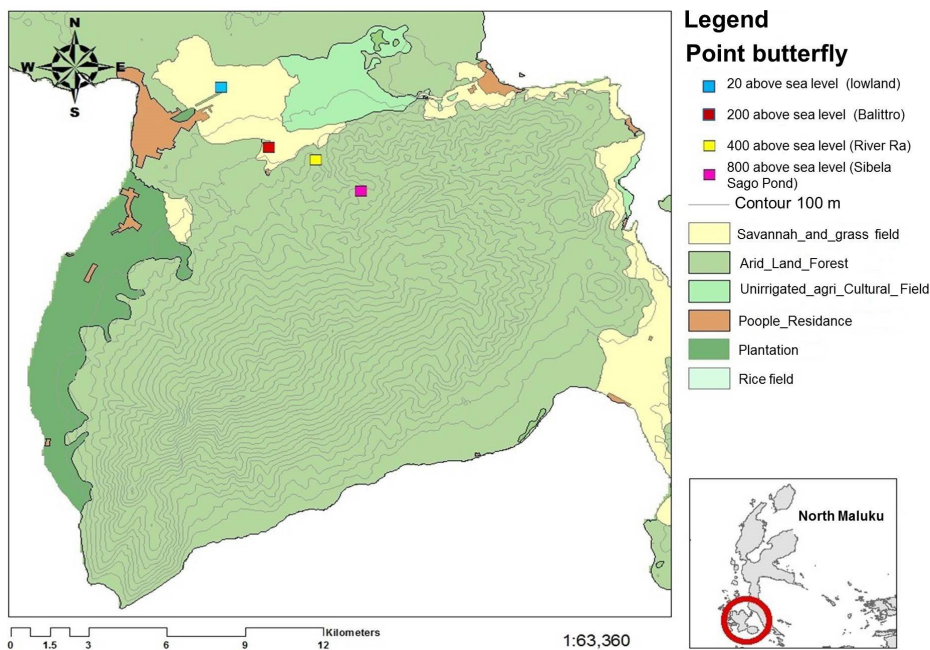 N
W E
S
Legend
Point butterfly
20 above sea level (lowland)
200 above sea level (Balittro)
400 above sea level (River Ra)
800 above sea level (Sibela
Sago Pond)
Contour 100 m
Savannah_and_grass field
Arid_Land_Forest
Unirrigated_agri_Cultural_Field
Poople_Residance
Plantation
Rice field
North Maluku
Kilometers
0 1.5 3 6 9 12
1:63,360